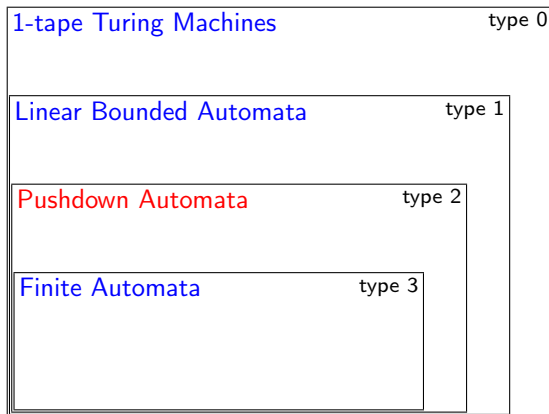 1-tape Turing Machines type 0
Linear Bounded Automata type 1
Pushdown Automata type 2
Finite Automata type 3